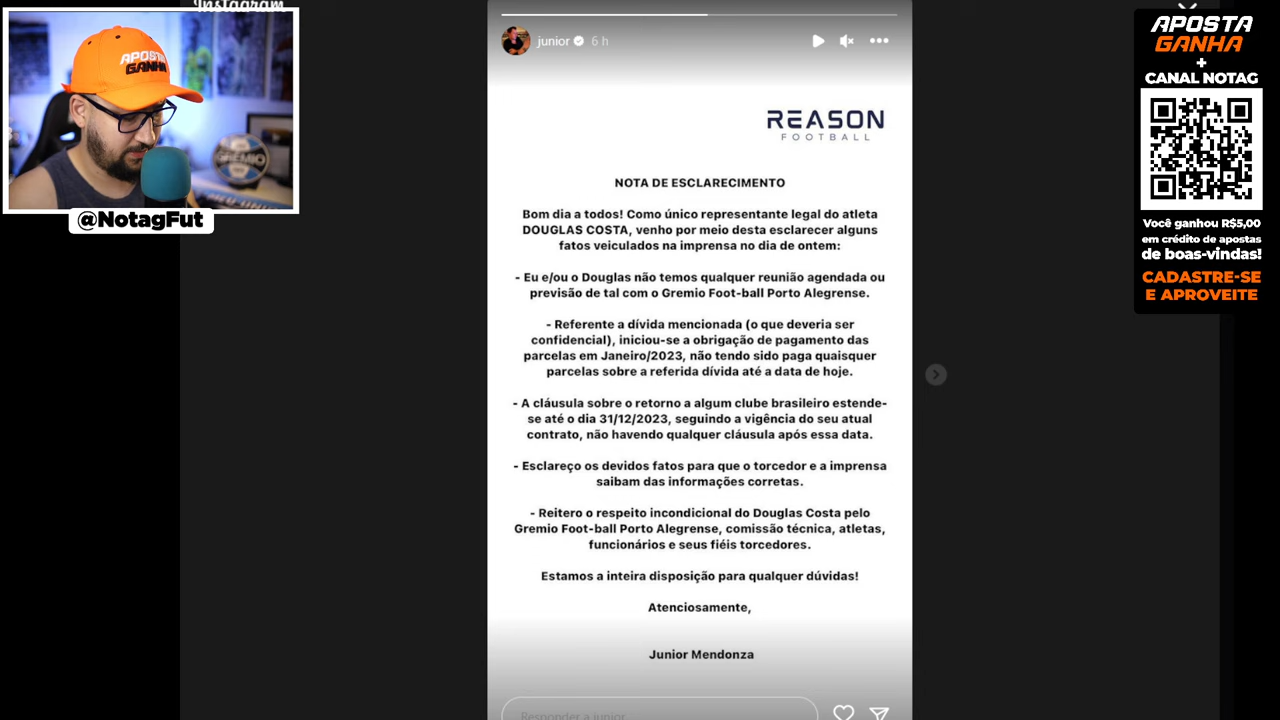 Instagram
APOSTA
GANHA
GRÊMIO
@NotagFut
junior 6 h
REASON
FOOTBALL
NOTA DE ESCLARECIMENTO
Bom dia a todos! Como único representante legal do atleta
DOUGLAS COSTA, venho por meio desta esclarecer alguns
fatos veiculados na imprensa no dia de ontem:
- Eu e/ou o Douglas não temos qualquer reunião agendada ou
previsão de tal com o Gremio Foot-ball Porto Alegrense.
- Referente a dívida mencionada (o que deveria ser
confidencial), iniciou-se a obrigação de pagamento das
parcelas em Janeiro/2023, não tendo sido paga quaisquer
parcelas sobre a referida dívida até a data de hoje.
- A cláusula sobre o retorno a algum clube brasileiro estende-
se até o dia 31/12/2023, seguindo a vigência do seu atual
contrato, não havendo qualquer cláusula após essa data.
- Esclareço os devidos fatos para que o torcedor e a imprensa
saibam das informações corretas.
- Reitero o respeito incondicional do Douglas Costa pelo
Gremio Foot-ball Porto Alegrense, comissão técnica, atletas,
funcionários e seus fiéis torcedores.
Estamos a inteira disposição para qualquer dúvidas!
Atenciosamente,
Junior Mendonza
Responder a junior...
APOSTA
GANHA
+
CANAL NOTAG
Você ganhou R$5,00
em crédito de apostas
de boas-vindas!
CADASTRE-SE
E APROVEITE